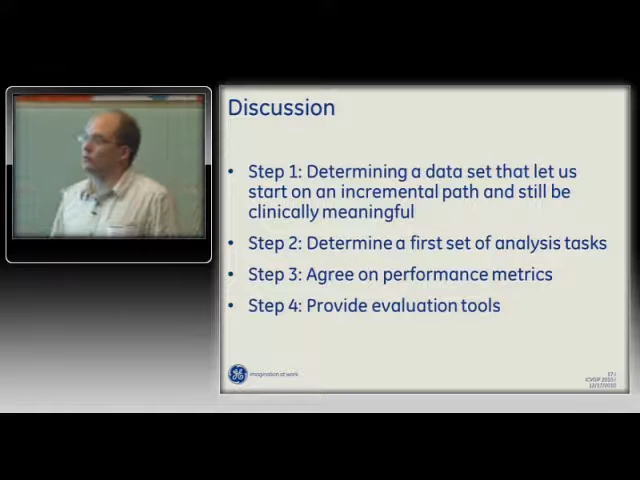 Discussion
• Step 1: Determining a data set that let us
start on an incremental path and still be
clinically meaningful
• Step 2: Determine a first set of analysis tasks
• Step 3: Agree on performance metrics
• Step 4: Provide evaluation tools
imagination at work